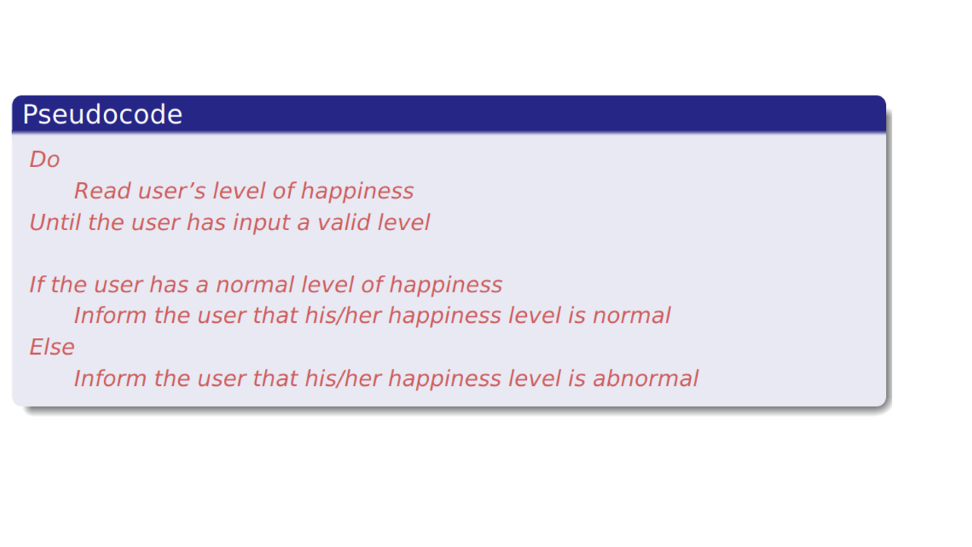 Pseudocode
Do
Read user’s level of happiness
Until the user has input a valid level
If the user has a normal level of happiness
Inform the user that his/her happiness level is normal
Else
Inform the user that his/her happiness level is abnormal